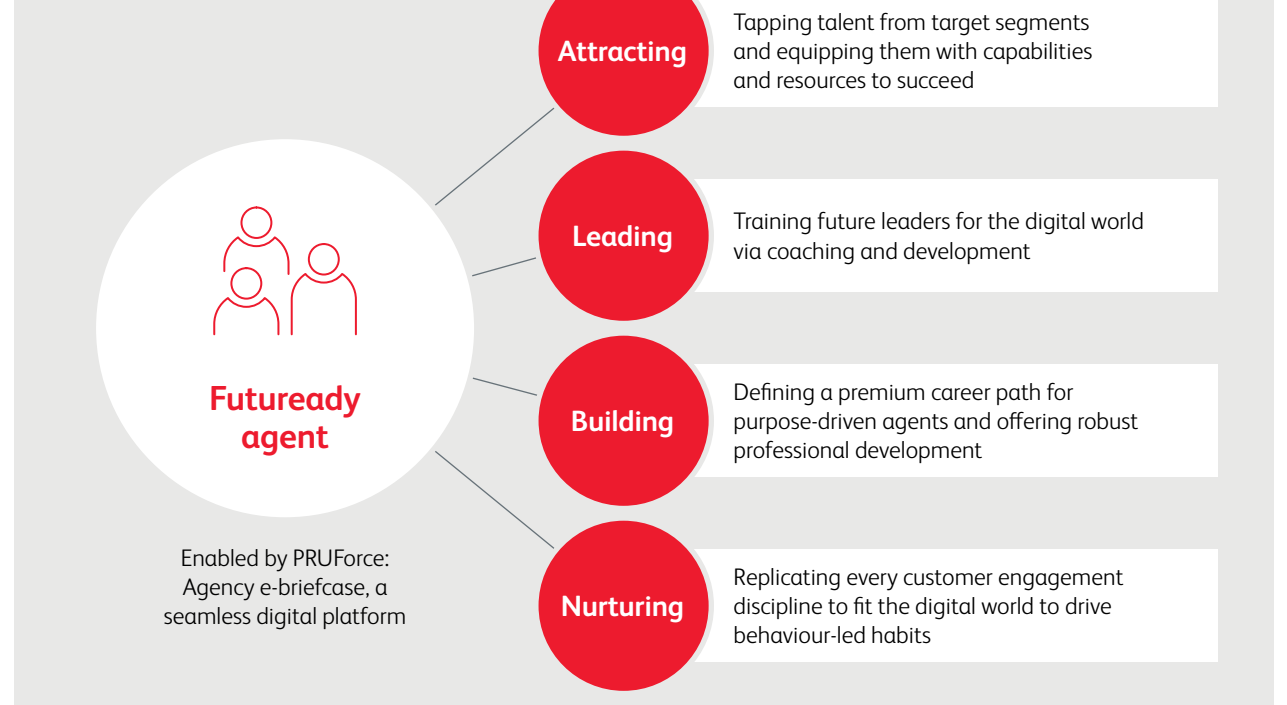 Attracting
Tapping talent from target segments
and equipping them with capabilities
and resources to succeed
Leading
Training future leaders for the digital world
via coaching and development
Futuready
agent
Building
Defining a premium career path for
purpose-driven agents and offering robust
professional development
Enabled by PRUForce:
Agency e-briefcase, a
seamless digital platform
Nurturing
Replicating every customer engagement
discipline to fit the digital world to drive
behaviour-led habits